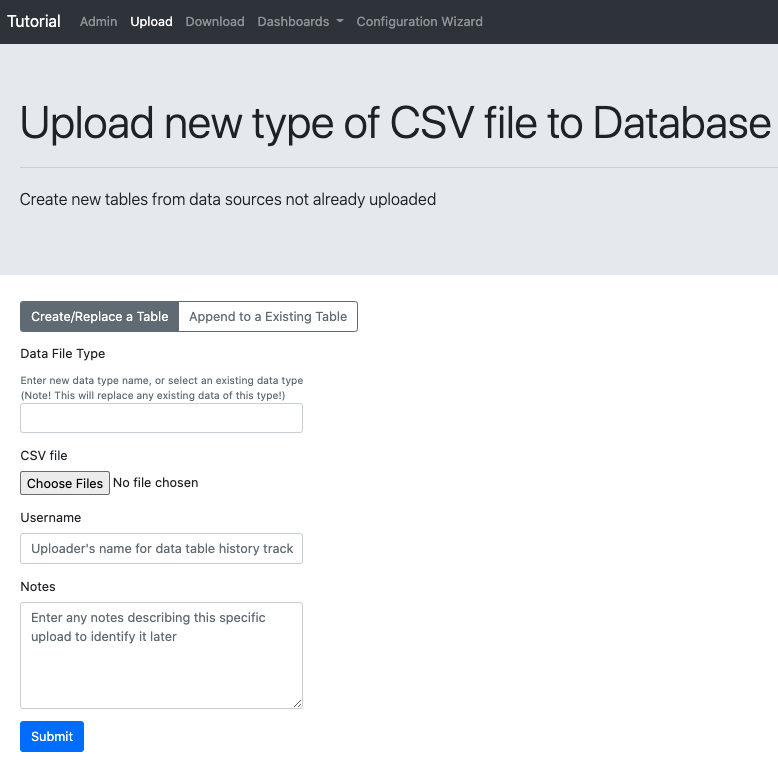 Tutorial Admin Upload Download Dashboards Configuration Wizard
Upload new type of CSV file to Database
Create new tables from data sources not already uploaded
Create/Replace a Table Append to a Existing Table
Data File Type
Enter new data type name, or select an existing data type
(Note! This will replace any existing data of this type!)
CSV file
Choose Files No file chosen
Username
Uploader's name for data table history track
Notes
Enter any notes describing this specific
upload to identify it later
Submit